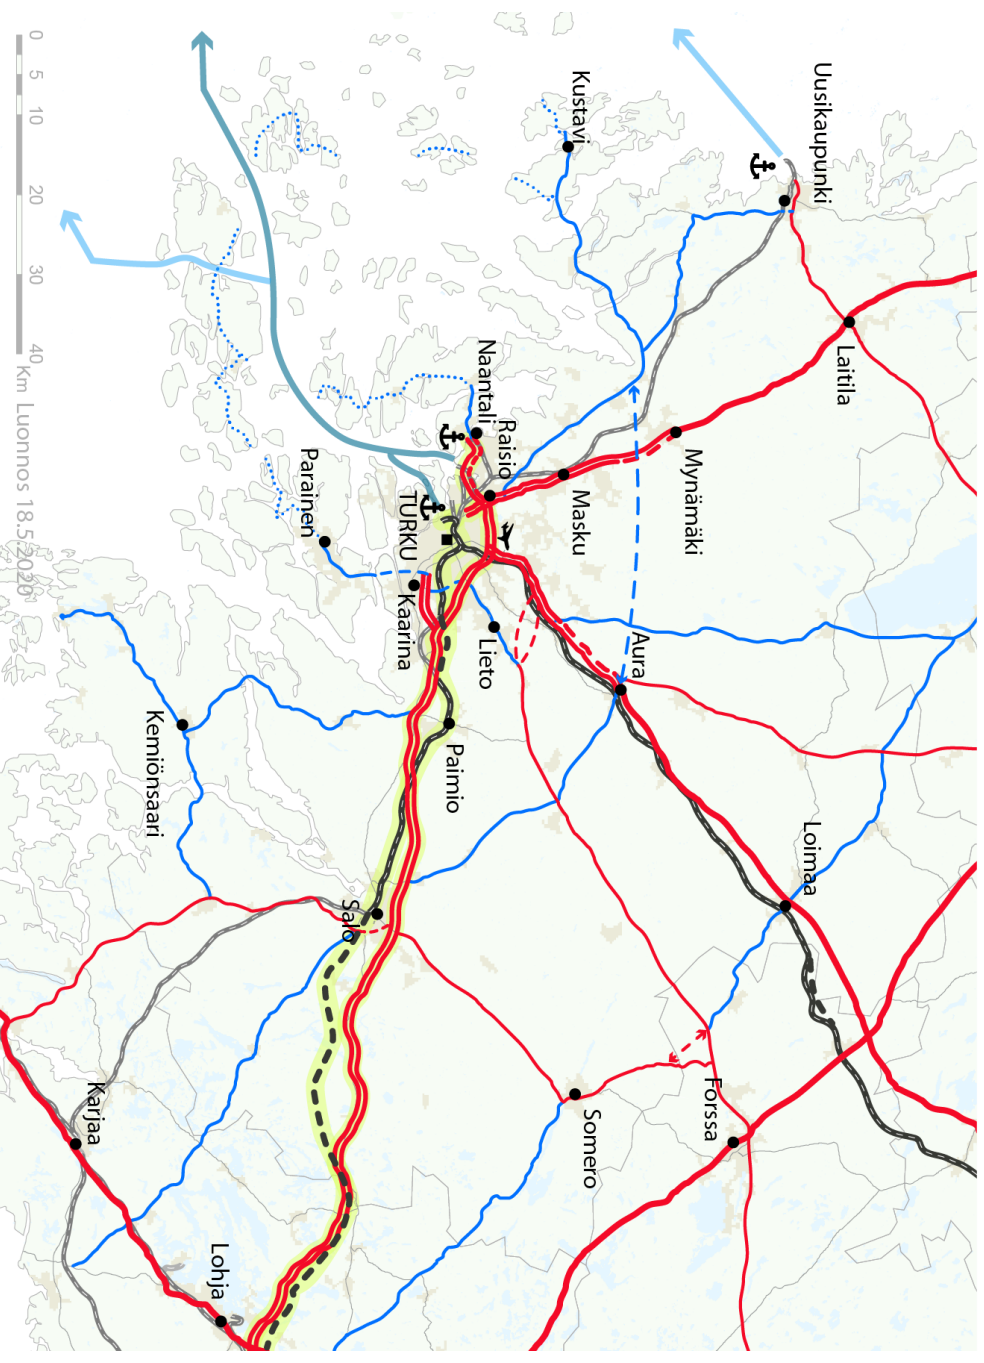 Uusikaupunki
Kustavi
Laitila
Naantali
Raisio
Mynämäki
Masku
Parainen
TURKU
Kaarina
Lieto
Aura
Kemiönsaari
Paimio
Loimaa
Salo
Karjaa
Somero
Forssa
Lohja
0 5 10 20 30 40 Km Luonnos 18.5.2020